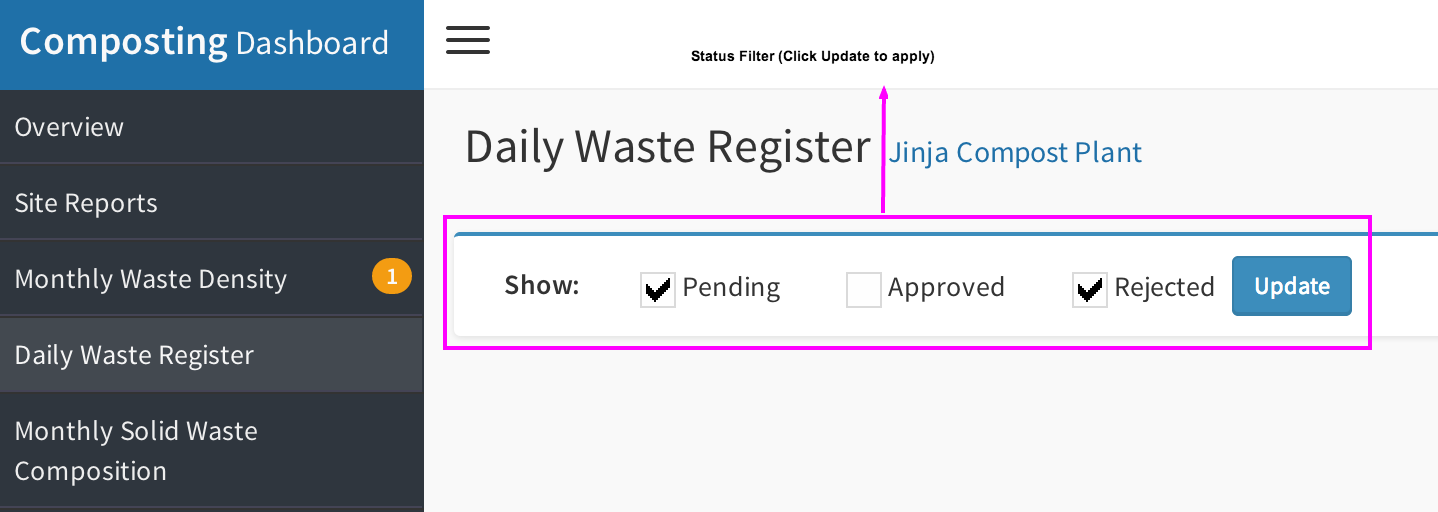 Composting Dashboard
Status Filter (Click Update to apply)
Overview
Site Reports
Monthly Waste Density 1
Daily Waste Register
Monthly Solid Waste
Composition
Daily Waste Register Jinja Compost Plant
Show: Pending Approved Rejected Update